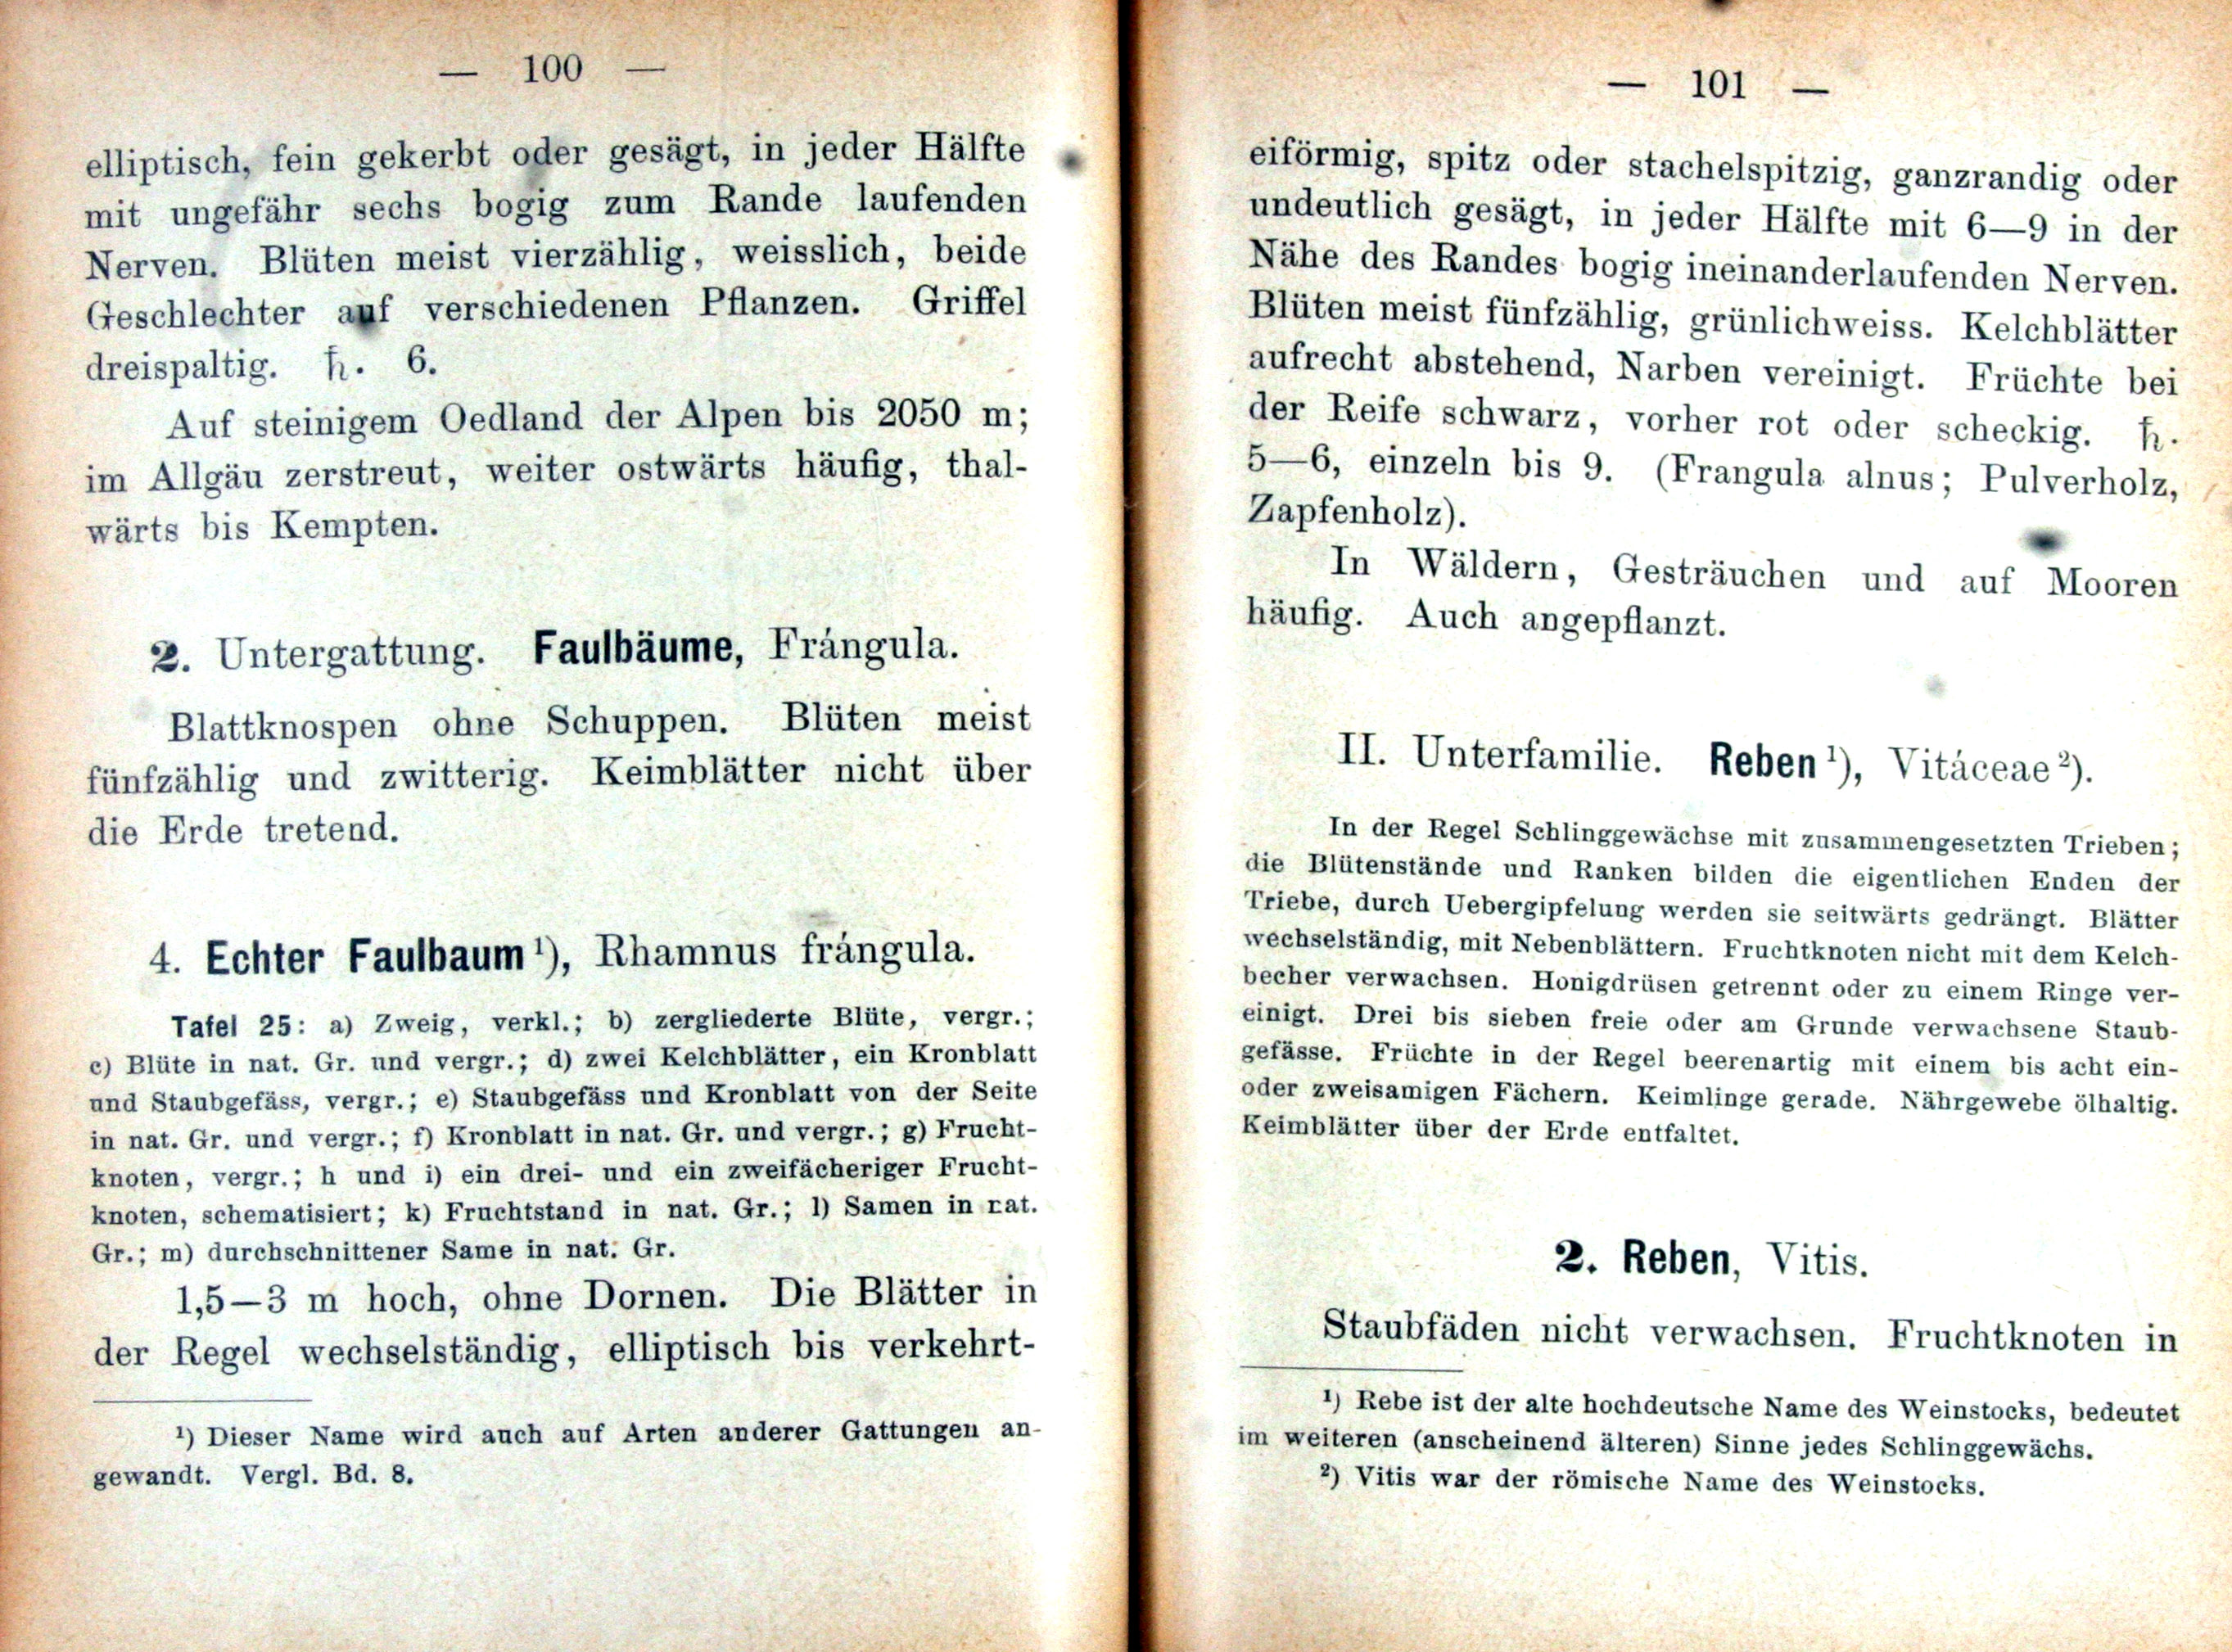 — 100 —
elliptisch, fein gekerbt oder gesägt, in jeder Hälfte
mit ungefähr sechs bogig zum Rande laufenden
Nerven. Blüten meist vierzählig, weisslich, beide
Geschlechter auf verschiedenen Pflanzen. Griffel
dreispaltig. ♄. 6.
Auf steinigem Oedland der Alpen bis 2050 m;
im Allgäu zerstreut, weiter ostwärts häufig, thal-
wärts bis Kempten.
2. Untergattung. Faulbäume, Frángula.
Blattknospen ohne Schuppen. Blüten meist
fünfzählig und zwitterig. Keimblätter nicht über
die Erde tretend.
4. Echter Faulbaum¹), Rhamnus frángula.
Tafel 25: a) Zweig, verkl.; b) zergliederte Blüte, vergr.;
c) Blüte in nat. Gr. und vergr.; d) zwei Kelchblätter, ein Kronblatt
und Staubgefäss, vergr.; e) Staubgefäss und Kronblatt von der Seite
in nat. Gr. und vergr.; f) Kronblatt in nat. Gr. und vergr.; g) Frucht-
knoten, vergr.; h und i) ein drei- und ein zweifächeriger Frucht-
knoten, schematisiert; k) Fruchtstand in nat. Gr.; l) Samen in nat.
Gr.; m) durchschnittener Same in nat. Gr.
1,5—3 m hoch, ohne Dornen. Die Blätter in
der Regel wechselständig, elliptisch bis verkehrt-
¹) Dieser Name wird auch auf Arten anderer Gattungen an-
gewandt. Vergl. Bd. 8.
— 101 —
eiförmig, spitz oder stachelspitzig, ganzrandig oder
undeutlich gesägt, in jeder Hälfte mit 6—9 in der
Nähe des Randes bogig ineinanderlaufenden Nerven.
Blüten meist fünfzählig, grünlichweiss. Kelchblätter
aufrecht abstehend, Narben vereinigt. Früchte bei
der Reife schwarz, vorher rot oder scheckig. ♄.
5—6, einzeln bis 9. (Frangula alnus; Pulverholz,
Zapfenholz).
In Wäldern, Gesträuchen und auf Mooren
häufig. Auch angepflanzt.
II. Unterfamilie. Reben¹), Vitáceae²).
In der Regel Schlinggewächse mit zusammengesetzten Trieben;
die Blütenstände und Ranken bilden die eigentlichen Enden der
Triebe, durch Uebergipfelung werden sie seitwärts gedrängt. Blätter
wechselständig, mit Nebenblättern. Fruchtknoten nicht mit dem Kelch-
becher verwachsen. Honigdrüsen getrennt oder zu einem Ringe ver-
einigt. Drei bis sieben freie oder am Grunde verwachsene Staub-
gefässe. Früchte in der Regel beerenartig mit einem bis acht ein-
oder zweisamigen Fächern. Keimlinge gerade. Nährgewebe ölhaltig.
Keimblätter über der Erde entfaltet.
2. Reben, Vitis.
Staubfäden nicht verwachsen. Fruchtknoten in
¹) Rebe ist der alte hochdeutsche Name des Weinstocks, bedeutet
im weiteren (anscheinend älteren) Sinne jedes Schlinggewächs.
²) Vitis war der römische Name des Weinstocks.